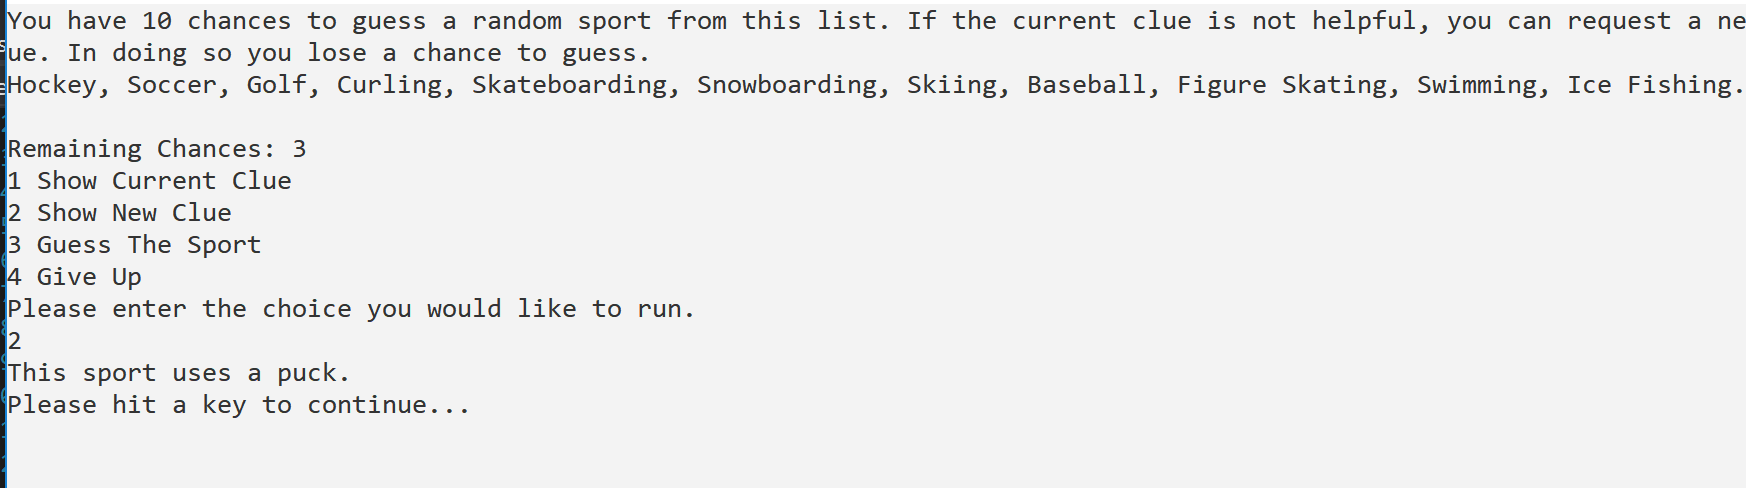 You have 10 chances to guess a random sport from this list. If the current clue is not helpful, you can request a ne
ue. In doing so you lose a chance to guess.
Hockey, Soccer, Golf, Curling, Skateboarding, Snowboarding, Skiing, Baseball, Figure Skating, Swimming, Ice Fishing.
Remaining Chances: 3
1 Show Current Clue
2 Show New Clue
3 Guess The Sport
4 Give Up
Please enter the choice you would like to run.
2
This sport uses a puck.
Please hit a key to continue...